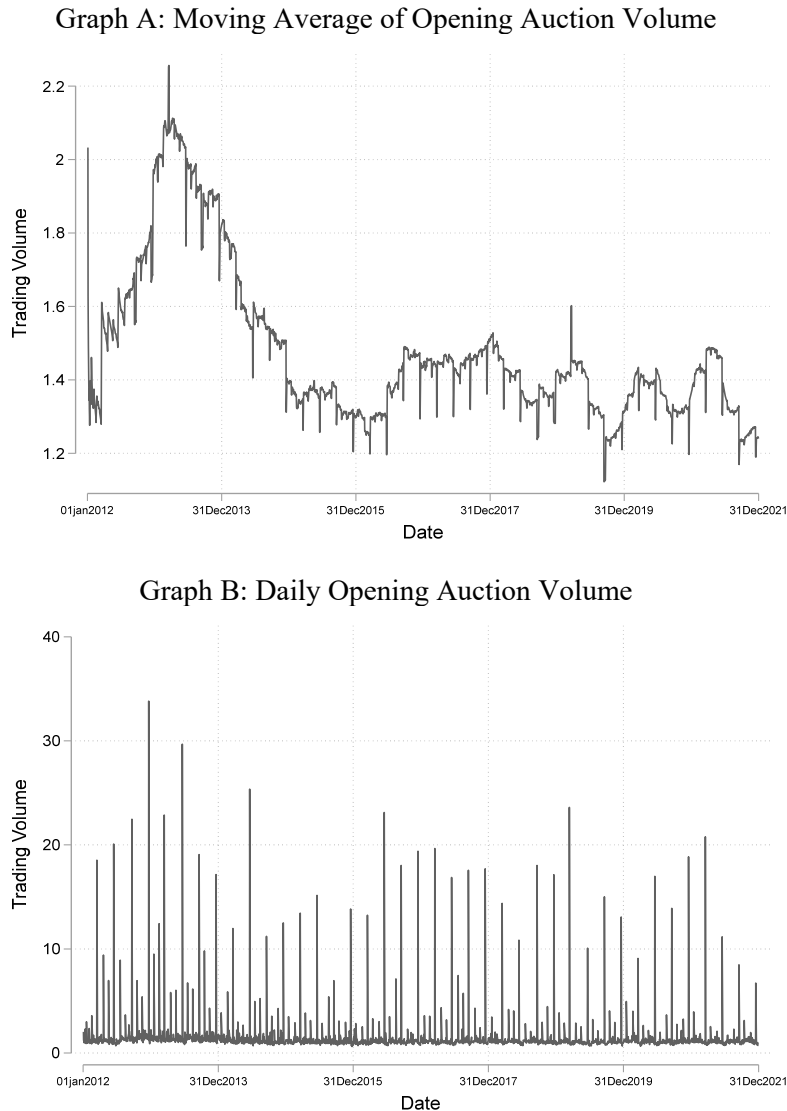 Graph A: Moving Average of Opening Auction Volume
2.2
2
1.8
1.6
1.4
1.2
Trading Volume
01jan2012 31Dec2013 31Dec2015 31Dec2017 31Dec2019 31Dec2021
Date
Graph B: Daily Opening Auction Volume
40
30
20
10
0
Trading Volume
01jan2012 31Dec2013 31Dec2015 31Dec2017 31Dec2019 31Dec2021
Date